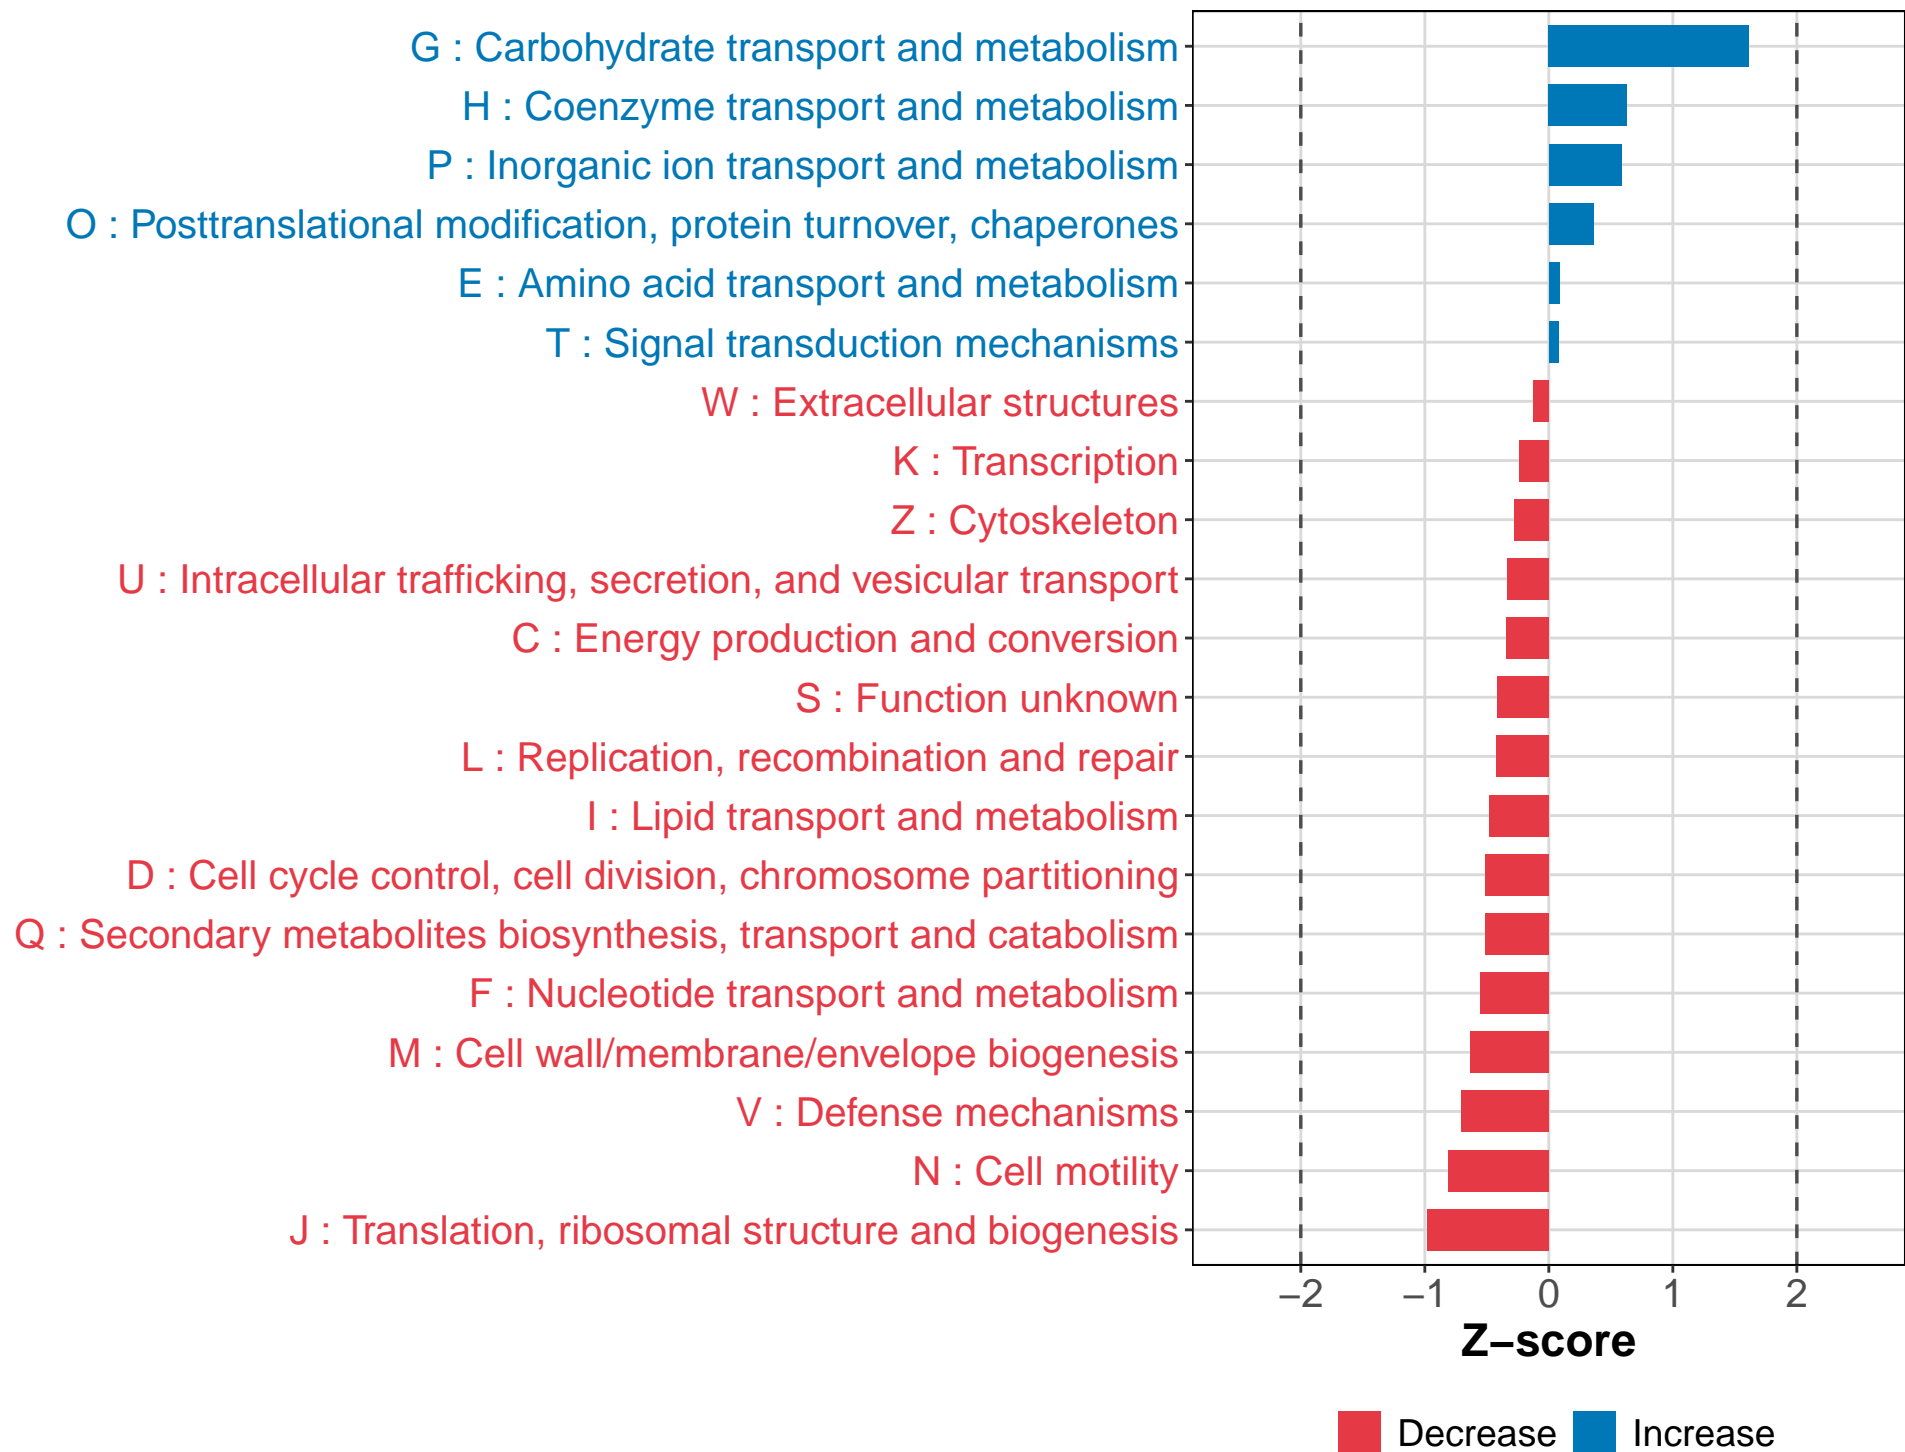 G : Carbohydrate transport and metabolism
H : Coenzyme transport and metabolism
P : Inorganic ion transport and metabolism
O : Posttranslational modification, protein turnover, chaperones
E : Amino acid transport and metabolism
T : Signal transduction mechanisms
W : Extracellular structures
K : Transcription
Z : Cytoskeleton
U : Intracellular trafficking, secretion, and vesicular transport
C : Energy production and conversion
S : Function unknown
L : Replication, recombination and repair
I : Lipid transport and metabolism
D : Cell cycle control, cell division, chromosome partitioning
Q : Secondary metabolites biosynthesis, transport and catabolism
F : Nucleotide transport and metabolism
M : Cell wall/membrane/envelope biogenesis
V : Defense mechanisms
N : Cell motility
J : Translation, ribosomal structure and biogenesis
−2 −1 0 1 2
Z−score
Decrease Increase